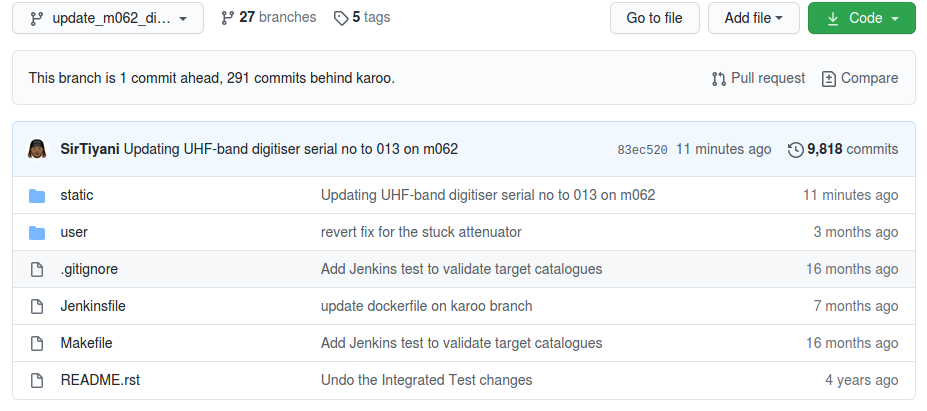 update_m062_di... 27 branches 5 tags Go to file Add file Code
This branch is 1 commit ahead, 291 commits behind karoo. Pull request Compare
SirTiyani Updating UHF-band digitiser serial no to 013 on m062 83ec520 11 minutes ago 9,818 commits
static Updating UHF-band digitiser serial no to 013 on m062 11 minutes ago
user revert fix for the stuck attenuator 3 months ago
.gitignore Add Jenkins test to validate target catalogues 16 months ago
Jenkinsfile update dockerfile on karoo branch 7 months ago
Makefile Add Jenkins test to validate target catalogues 16 months ago
README.rst Undo the Integrated Test changes 4 years ago